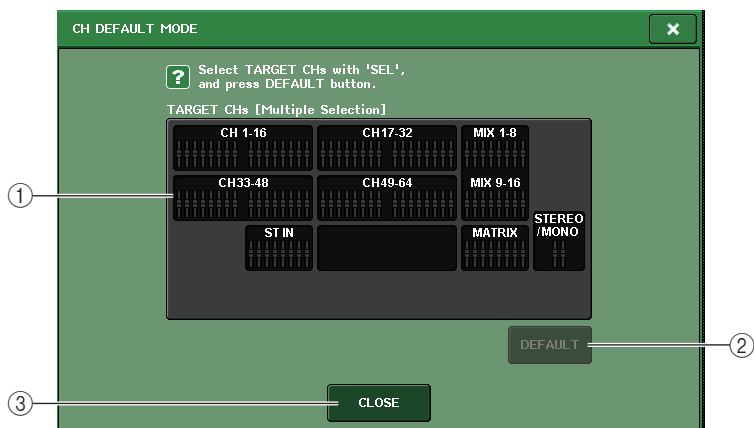 CH DEFAULT MODE
×
? Select TARGET CHs with 'SEL',
and press DEFAULT button.
TARGET CHs [Multiple Selection]
CH 1-16 CH17-32 MIX 1-8
CH33-48 CH49-64 MIX 9-16
①
STEREO
/MONO
ST IN MATRIX
DEFAULT ②
③ CLOSE